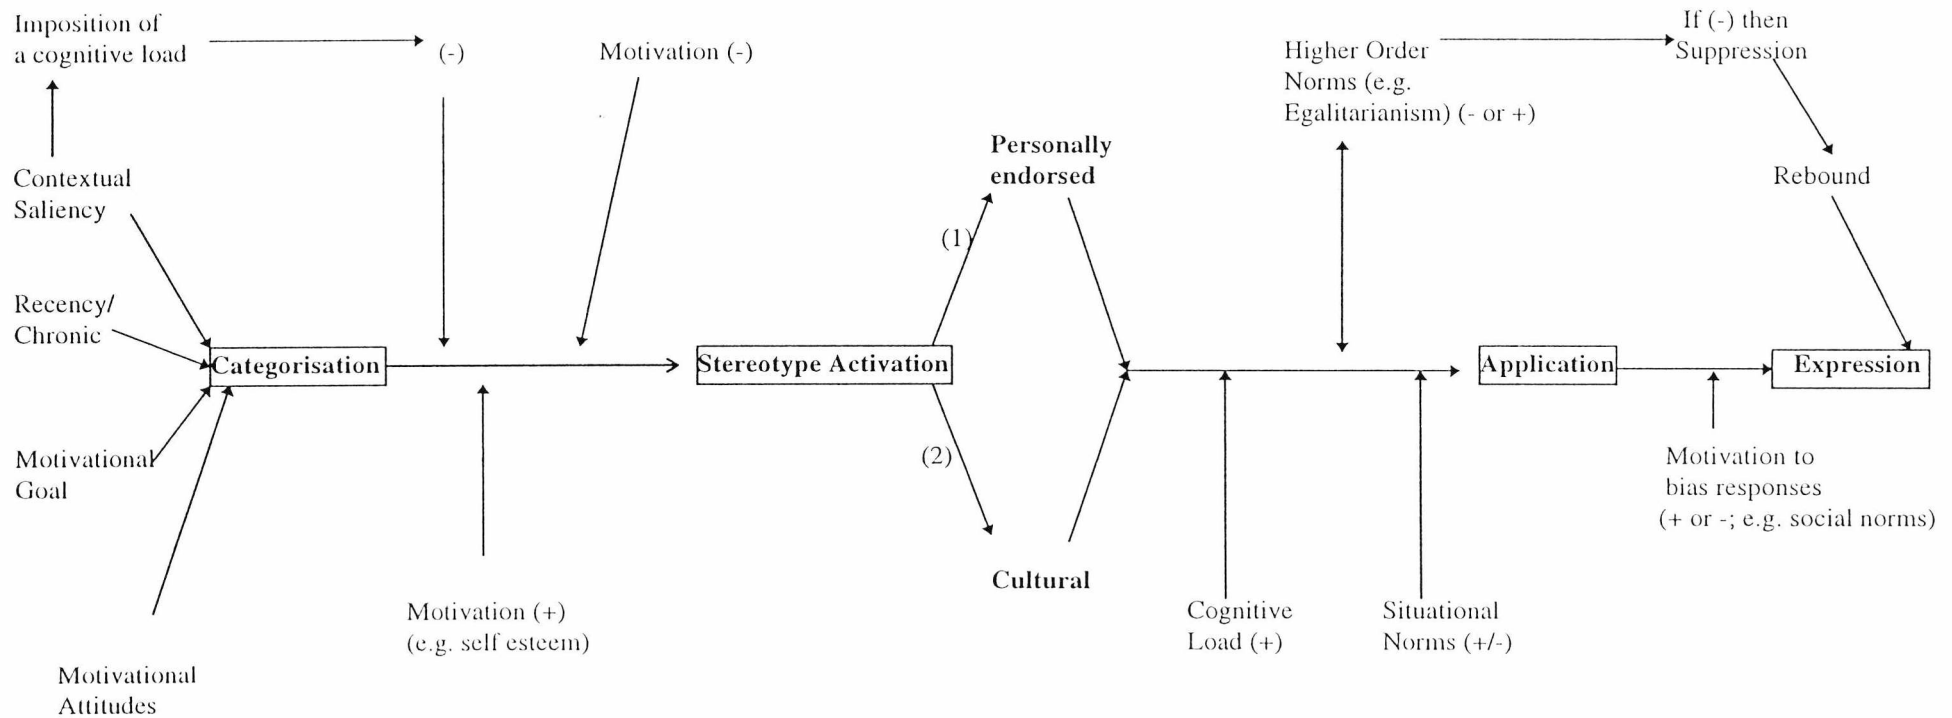 Imposition of
a cognitive load
(-)
Motivation (-)
Higher Order
Norms (e.g.
Egalitarianism) (- or +)
If (-) then
Suppression
Personally
endorsed
Rebound
Contextual
Saliency
(1)
Recency/
Chronic
Categorisation
Stereotype Activation
Application
Expression
(2)
Motivational
Goal
Motivation to
bias responses
(+ or -; e.g. social norms)
Cultural
Motivation (+)
(e.g. self esteem)
Cognitive
Load (+)
Situational
Norms (+/-)
Motivational
Attitudes